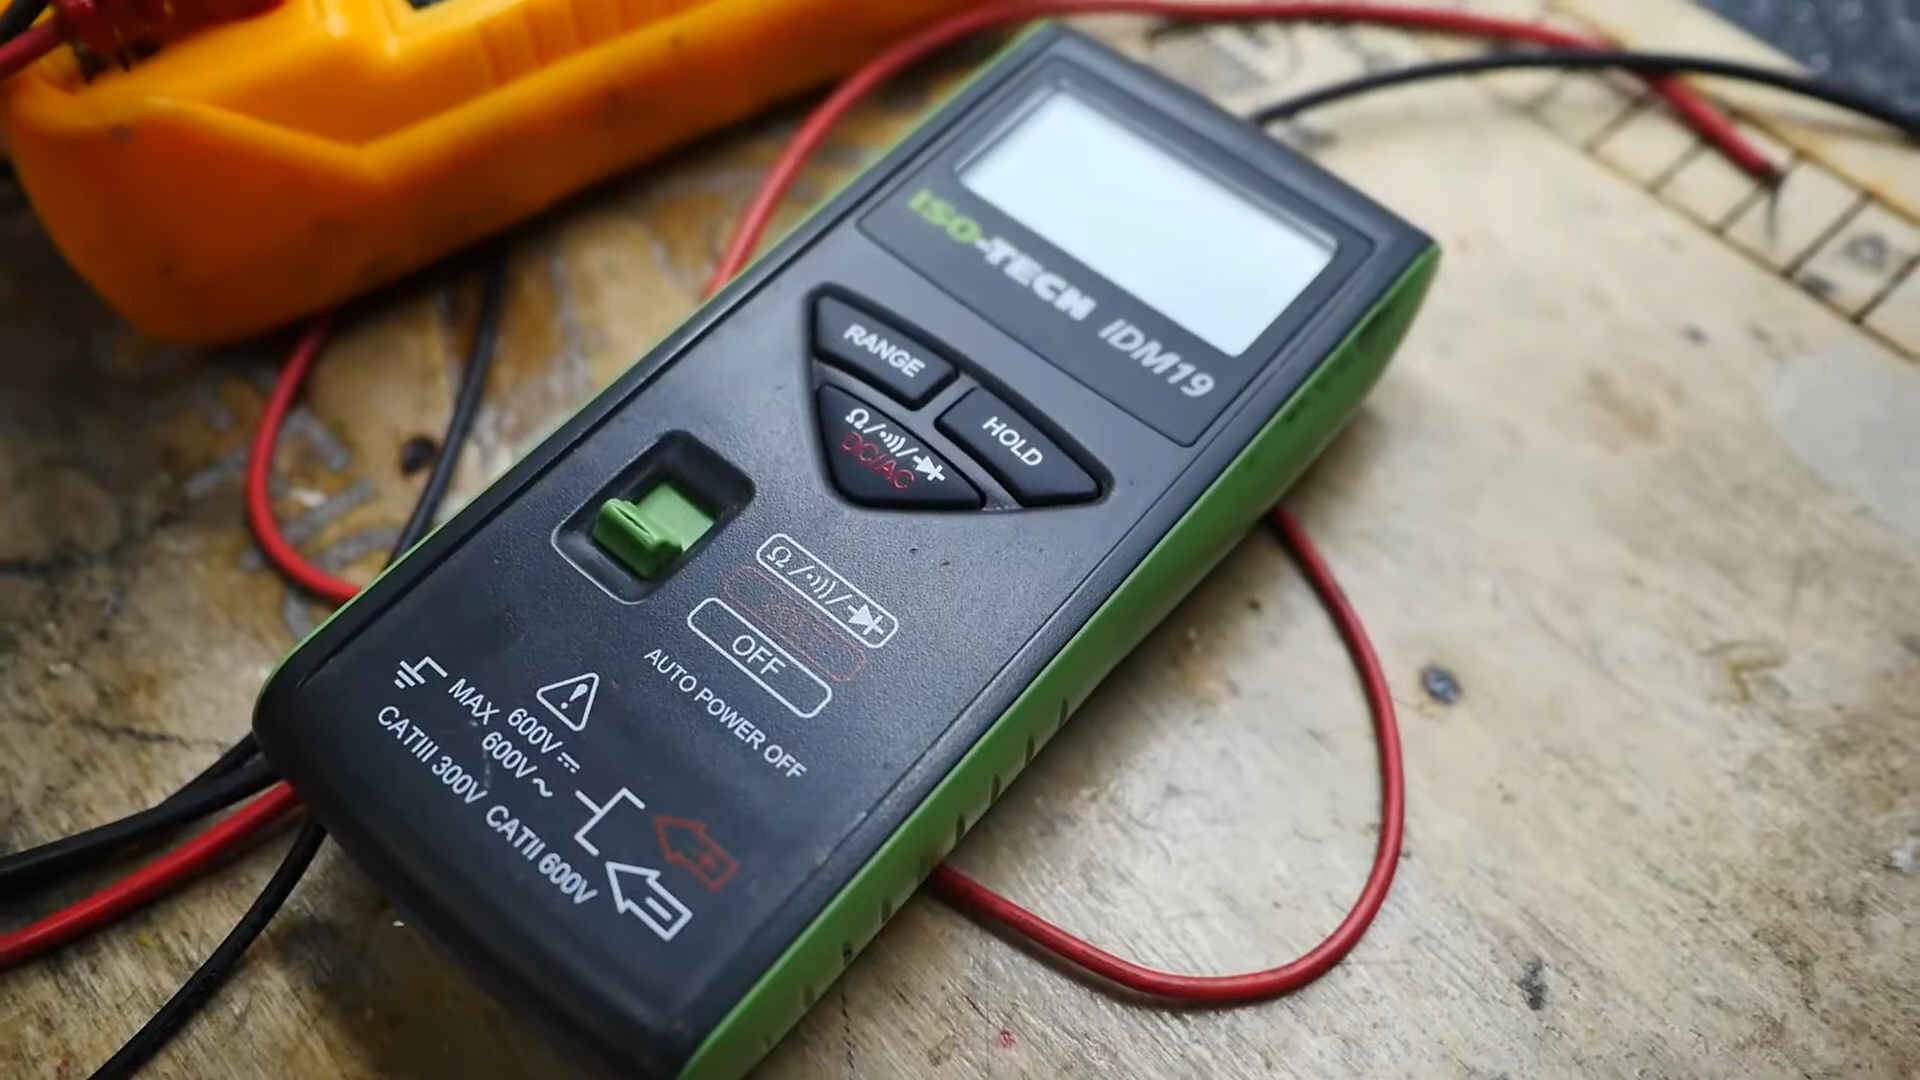 ISO-TECH IDM19
RANGE
HOLD
Ω/·)))/
DC/AC
Ω/·)))/
OFF
AUTO POWER OFF
MAX 600V⎓
600V~
CATIII 300V CATII 600V